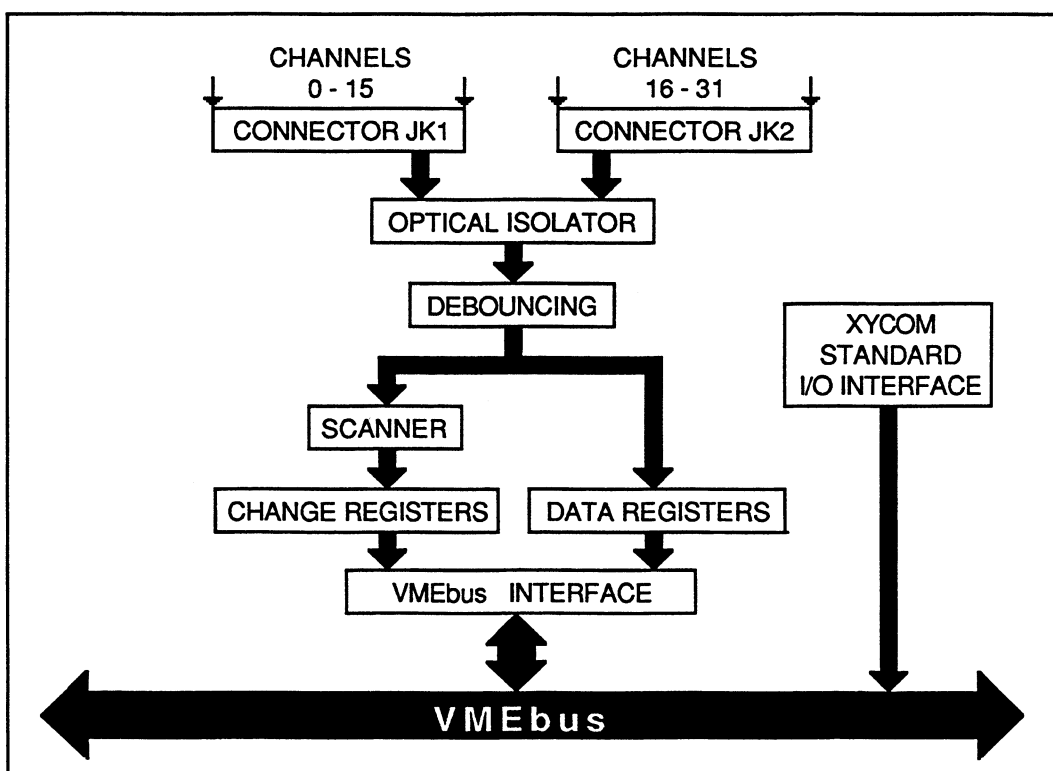 CHANNELS
0 - 15
CHANNELS
16 - 31
CONNECTOR JK1
CONNECTOR JK2
OPTICAL ISOLATOR
DEBOUNCING
XYCOM
STANDARD
I/O INTERFACE
SCANNER
CHANGE REGISTERS
DATA REGISTERS
VMEbus INTERFACE
VMEbus